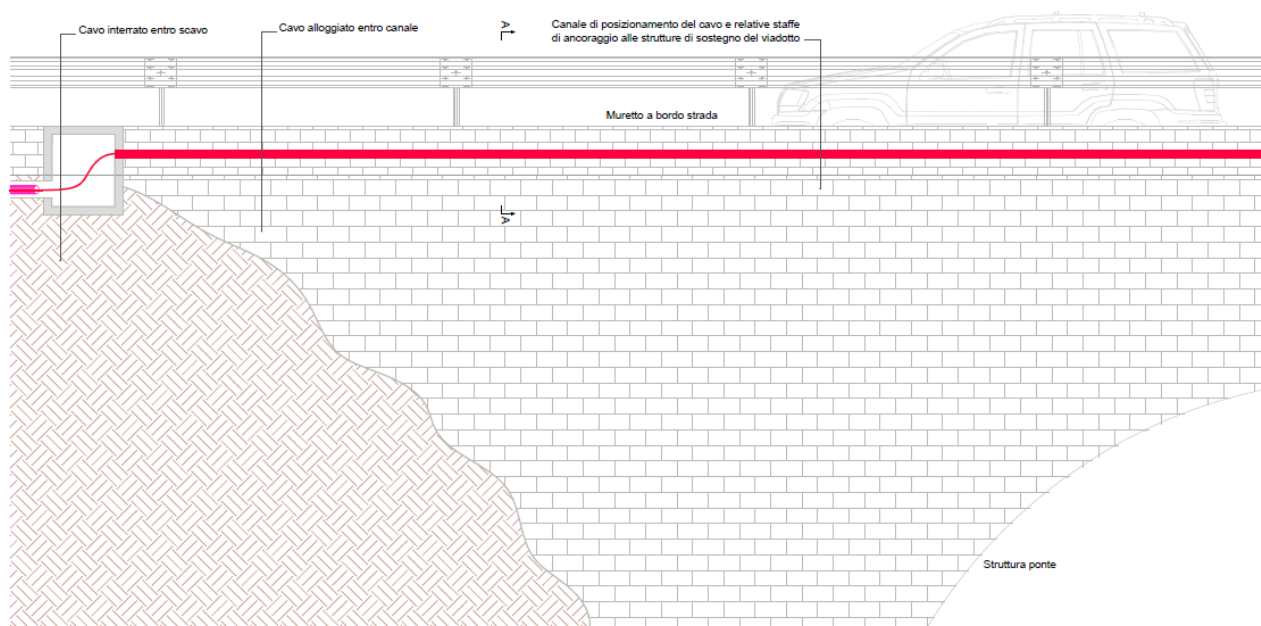 Cavo interrato entro scavo
Cavo alloggiato entro canale
A
Canale di posizionamento del cavo e relative staffe
di ancoraggio alle strutture di sostegno del viadotto
Muretto a bordo strada
A
Struttura ponte